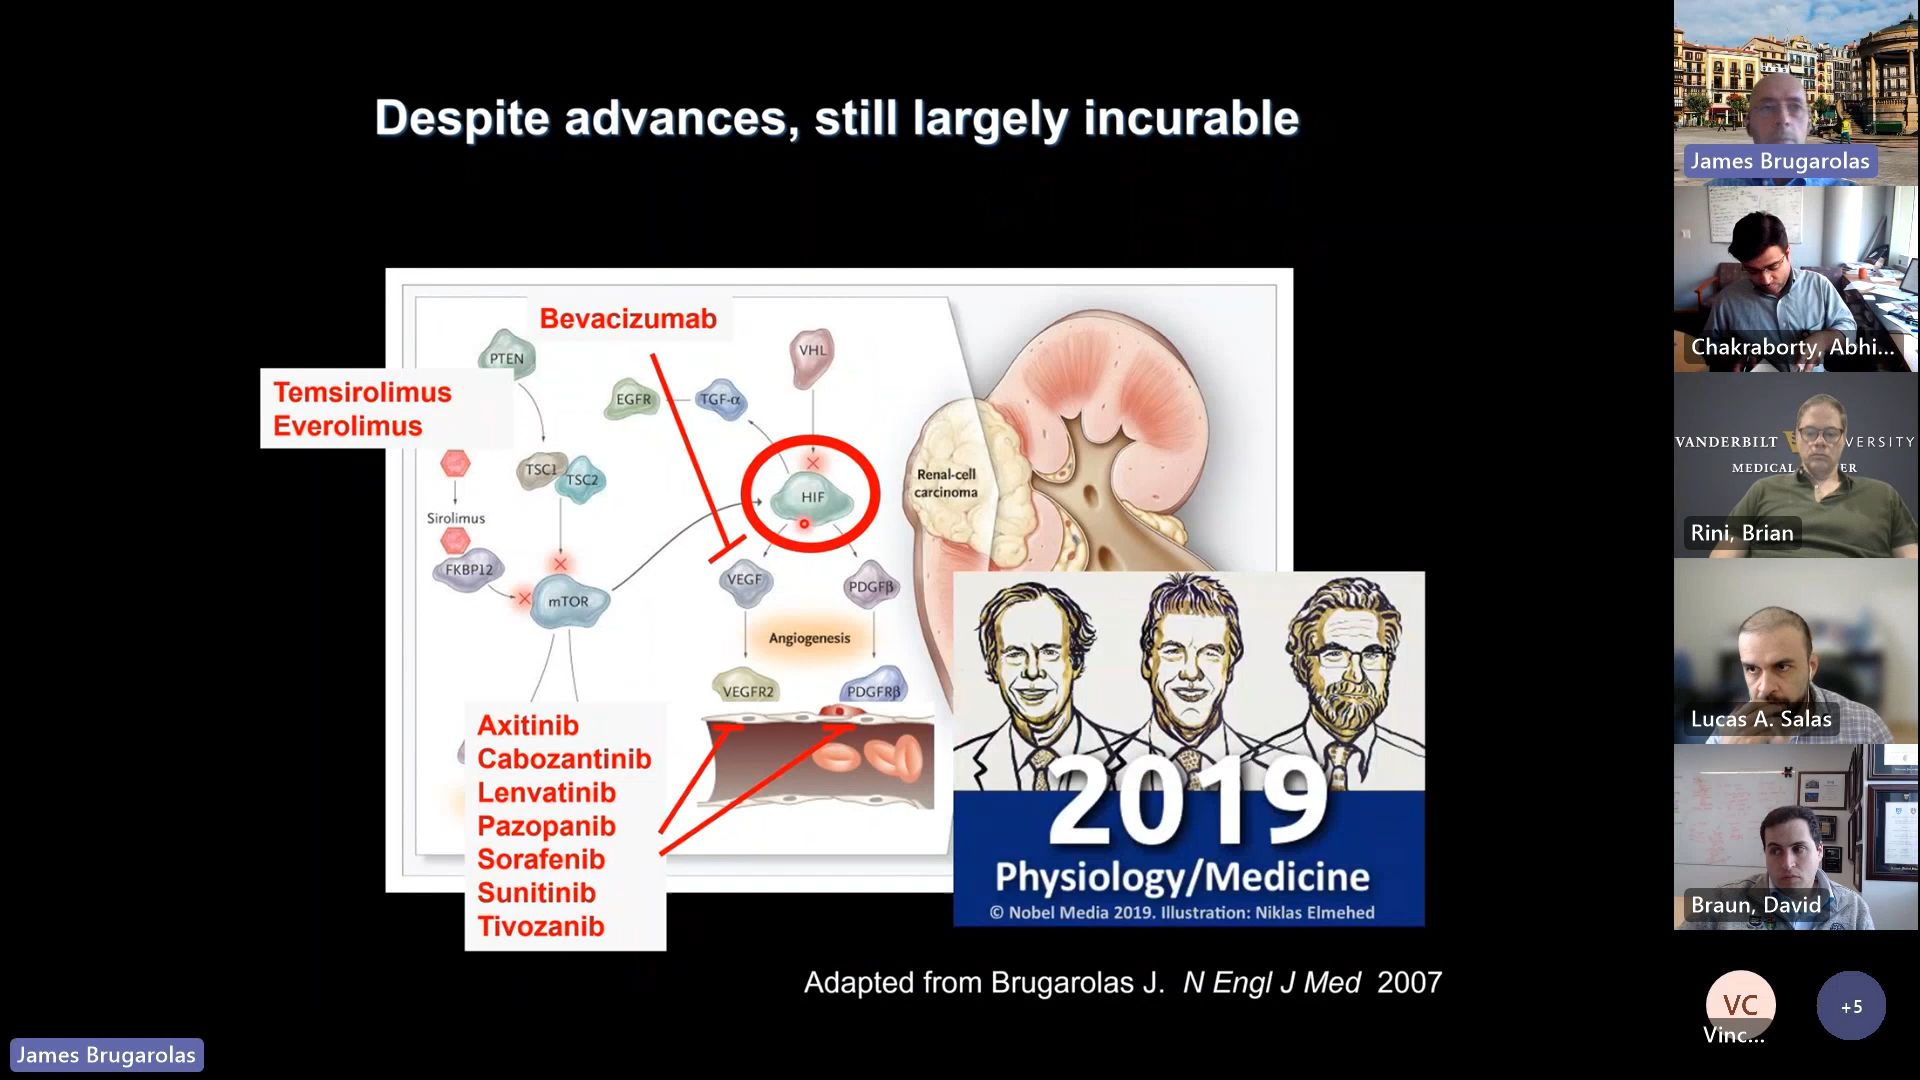 Despite advances, still largely incurable
Bevacizumab
PTEN
VHL
Temsirolimus
Everolimus
EGFR
TGF-α
TSC1
TSC2
HIF
Sirolimus
FKBP12
mTOR
VEGF
PDGFβ
Angiogenesis
VEGFR2
PDGFRβ
Renal-cell
carcinoma
Axitinib
Cabozantinib
Lenvatinib
Pazopanib
Sorafenib
Sunitinib
Tivozanib
2019
Physiology/Medicine
© Nobel Media 2019. Illustration: Niklas Elmehed
Adapted from Brugarolas J. N Engl J Med 2007
James Brugarolas
James Brugarolas
Chakraborty, Abhi...
VANDERBILT VERSITY
MEDICAL ER
Rini, Brian
Lucas A. Salas
Braun, David
VC
Vinc...
+5